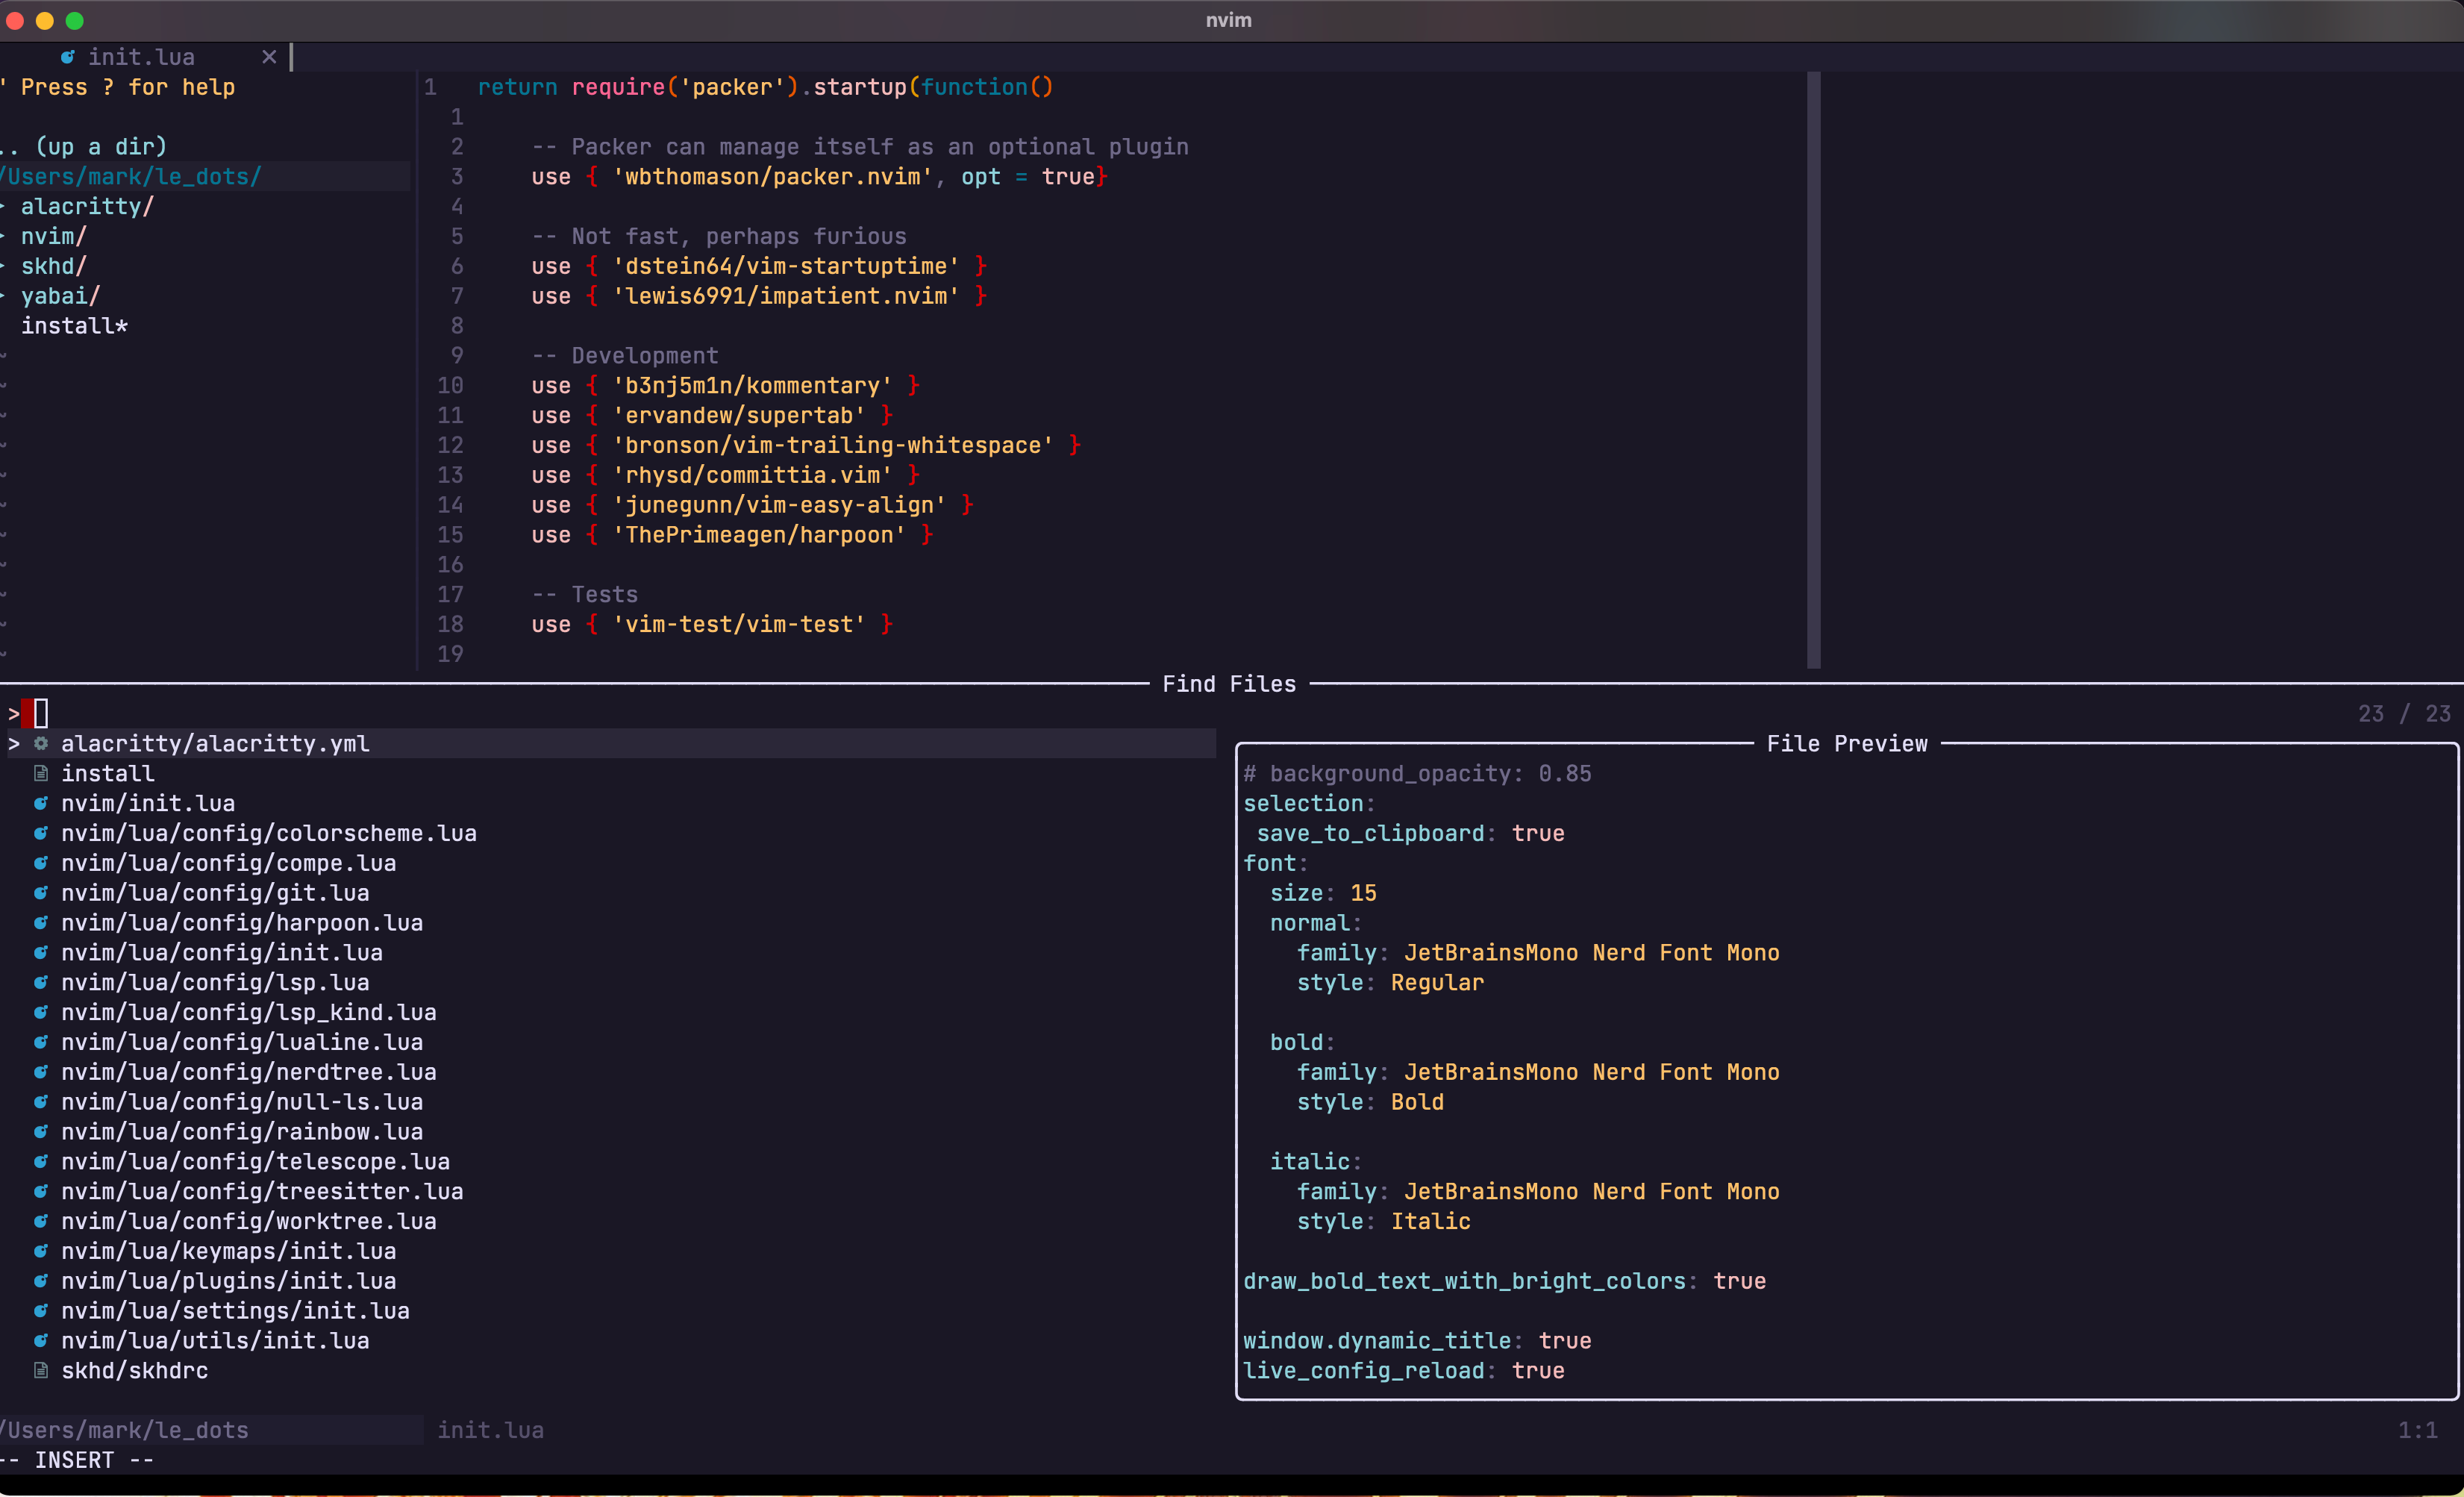 nvim
init.lua ×
" Press ? for help
.. (up a dir)
/Users/mark/le_dots/
▸ alacritty/
▸ nvim/
▸ skhd/
▸ yabai/
install*
~
~
~
~
~
~
~
~
~
~
~
1 return require('packer').startup(function()
1
2 -- Packer can manage itself as an optional plugin
3 use { 'wbthomason/packer.nvim', opt = true}
4
5 -- Not fast, perhaps furious
6 use { 'dstein64/vim-startuptime' }
7 use { 'lewis6991/impatient.nvim' }
8
9 -- Development
10 use { 'b3nj5m1n/kommentary' }
11 use { 'ervandew/supertab' }
12 use { 'bronson/vim-trailing-whitespace' }
13 use { 'rhysd/committia.vim' }
14 use { 'junegunn/vim-easy-align' }
15 use { 'ThePrimeagen/harpoon' }
16
17 -- Tests
18 use { 'vim-test/vim-test' }
19
Find Files
>
23 / 23
> alacritty/alacritty.yml
install
nvim/init.lua
nvim/lua/config/colorscheme.lua
nvim/lua/config/compe.lua
nvim/lua/config/git.lua
nvim/lua/config/harpoon.lua
nvim/lua/config/init.lua
nvim/lua/config/lsp.lua
nvim/lua/config/lsp_kind.lua
nvim/lua/config/lualine.lua
nvim/lua/config/nerdtree.lua
nvim/lua/config/null-ls.lua
nvim/lua/config/rainbow.lua
nvim/lua/config/telescope.lua
nvim/lua/config/treesitter.lua
nvim/lua/config/worktree.lua
nvim/lua/keymaps/init.lua
nvim/lua/plugins/init.lua
nvim/lua/settings/init.lua
nvim/lua/utils/init.lua
skhd/skhdrc
File Preview
# background_opacity: 0.85
selection:
save_to_clipboard: true
font:
size: 15
normal:
family: JetBrainsMono Nerd Font Mono
style: Regular
bold:
family: JetBrainsMono Nerd Font Mono
style: Bold
italic:
family: JetBrainsMono Nerd Font Mono
style: Italic
draw_bold_text_with_bright_colors: true
window.dynamic_title: true
live_config_reload: true
/Users/mark/le_dots init.lua 1:1
-- INSERT --